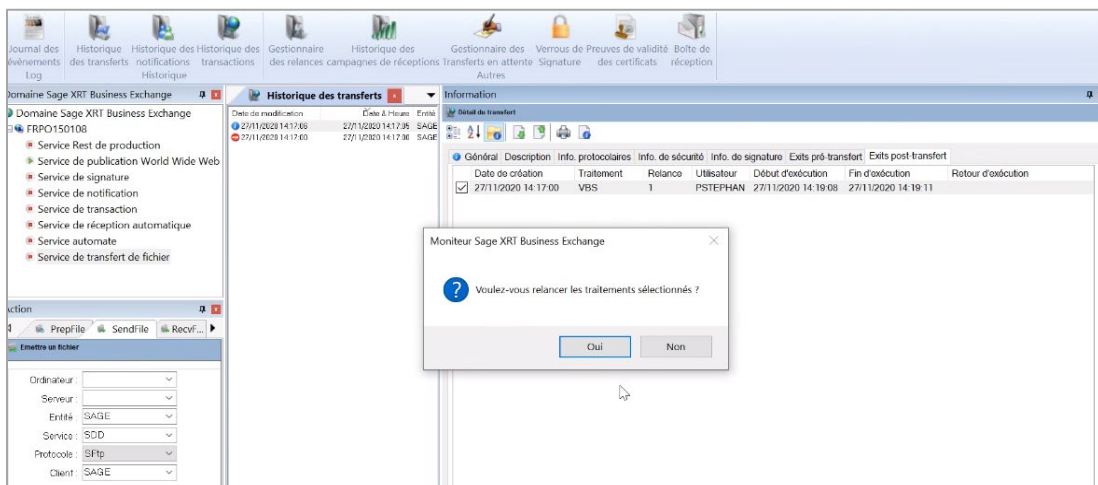 Journal des Historique Historique des Historique des Gestionnaire Historique des Gestionnaire des Verrous de Preuves de validité Boîte de
évènements des transferts notifications transactions des relances campagnes de réceptions Transferts en attente Signature des certificats réception
Log Historique Autres
Domaine Sage XRT Business Exchange
Domaine Sage XRT Business Exchange
FRPO150108
Service Rest de production
Service de publication World Wide Web
Service de signature
Service de notification
Service de transaction
Service de réception automatique
Service automate
Service de transfert de fichier
Action
PrepFile SendFile RecvF...
Emettre un fichier
Ordinateur :
Serveur :
Entité SAGE
Service : SDD
Protocole : SFtp
Client : SAGE
Historique des transferts
Date de modification Date & Heure Entité
27/11/2020 14:17:06 27/11/2020 14:17:05 SAGE
27/11/2020 14:17:00 27/11/2020 14:17:00 SAGE
Information
Détail du transfert
Général Description Info. protocolaires Info. de sécurité Info. de signature Exits pré-transfert Exits post-transfert
Date de création Traitement Relance Utilisateur Début d'exécution Fin d'exécution Retour d'exécution
27/11/2020 14:17:00 VBS 1 PSTEPHAN 27/11/2020 14:19:08 27/11/2020 14:19:11
Moniteur Sage XRT Business Exchange
Voulez-vous relancer les traitements sélectionnés ?
Oui Non